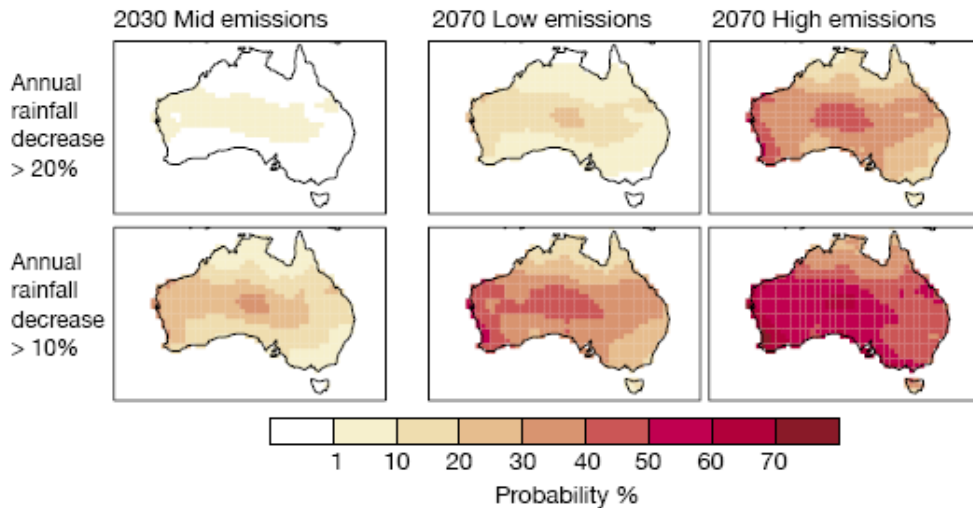 2030 Mid emissions
2070 Low emissions
2070 High emissions
Annual
rainfall
decrease
> 20%
Annual
rainfall
decrease
> 10%
1 10 20 30 40 50 60 70
Probability %